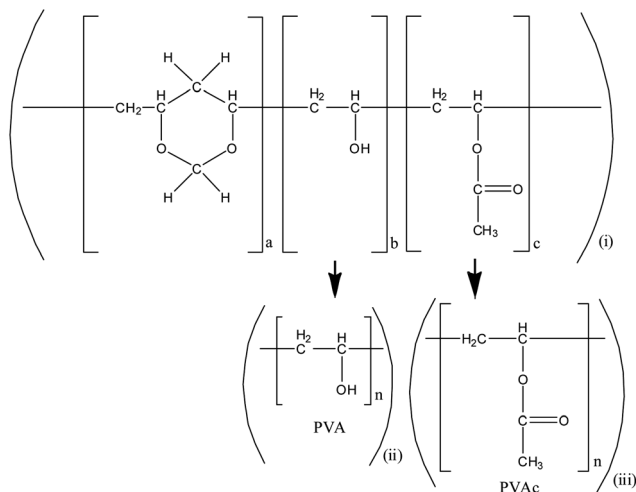 H H
H C H
CH₂ C C
O O
C
H H
a
H₂
C
H
C
OH
b
H₂
C
H
C
O
C O
CH₃
c
(i)
H₂
C
H
C
OH
n
PVA
(ii)
H₂C
H
C
O
C O
CH₃
n
PVAc
(iii)